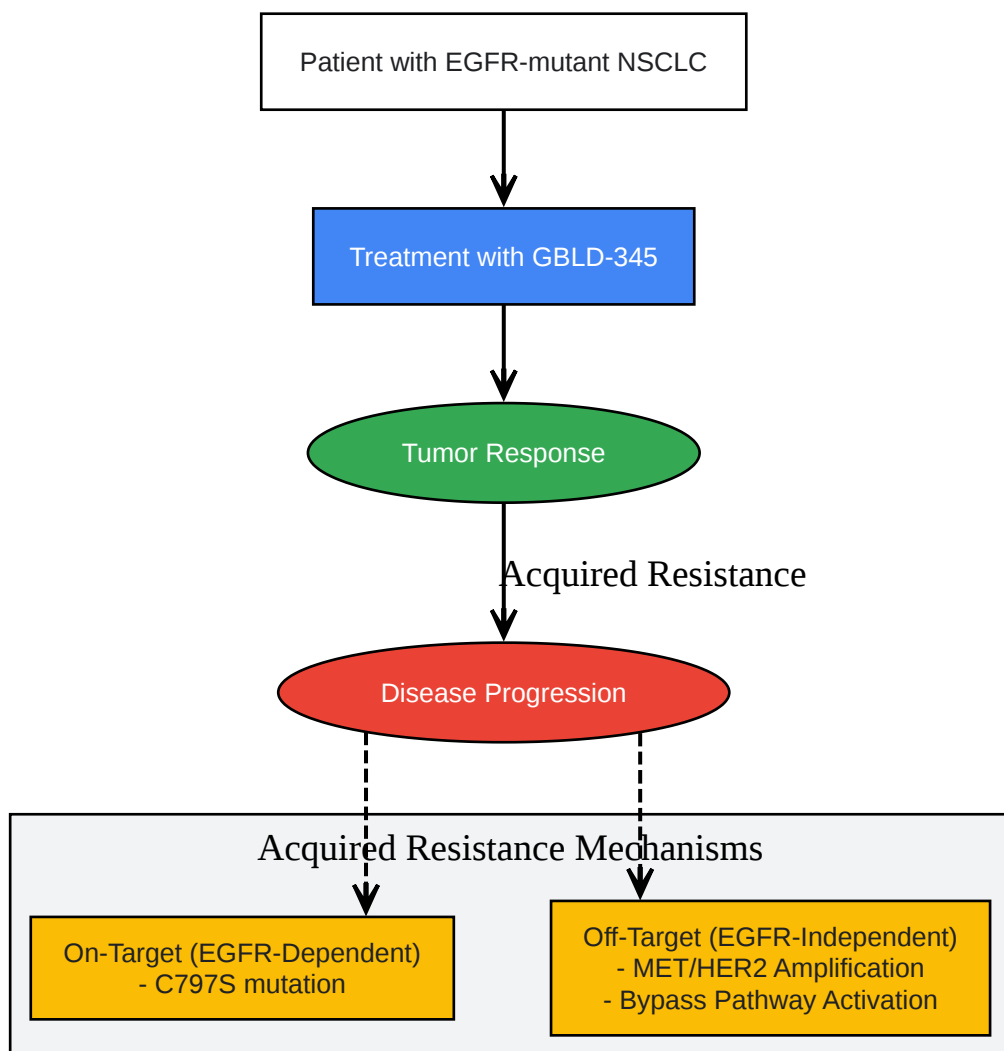 Patient with EGFR-mutant NSCLC
Treatment with GBLD-345
Tumor Response
Acquired Resistance
Disease Progression
Acquired Resistance Mechanisms
On-Target (EGFR-Dependent)
- C797S mutation
Off-Target (EGFR-Independent)
- MET/HER2 Amplification
- Bypass Pathway Activation